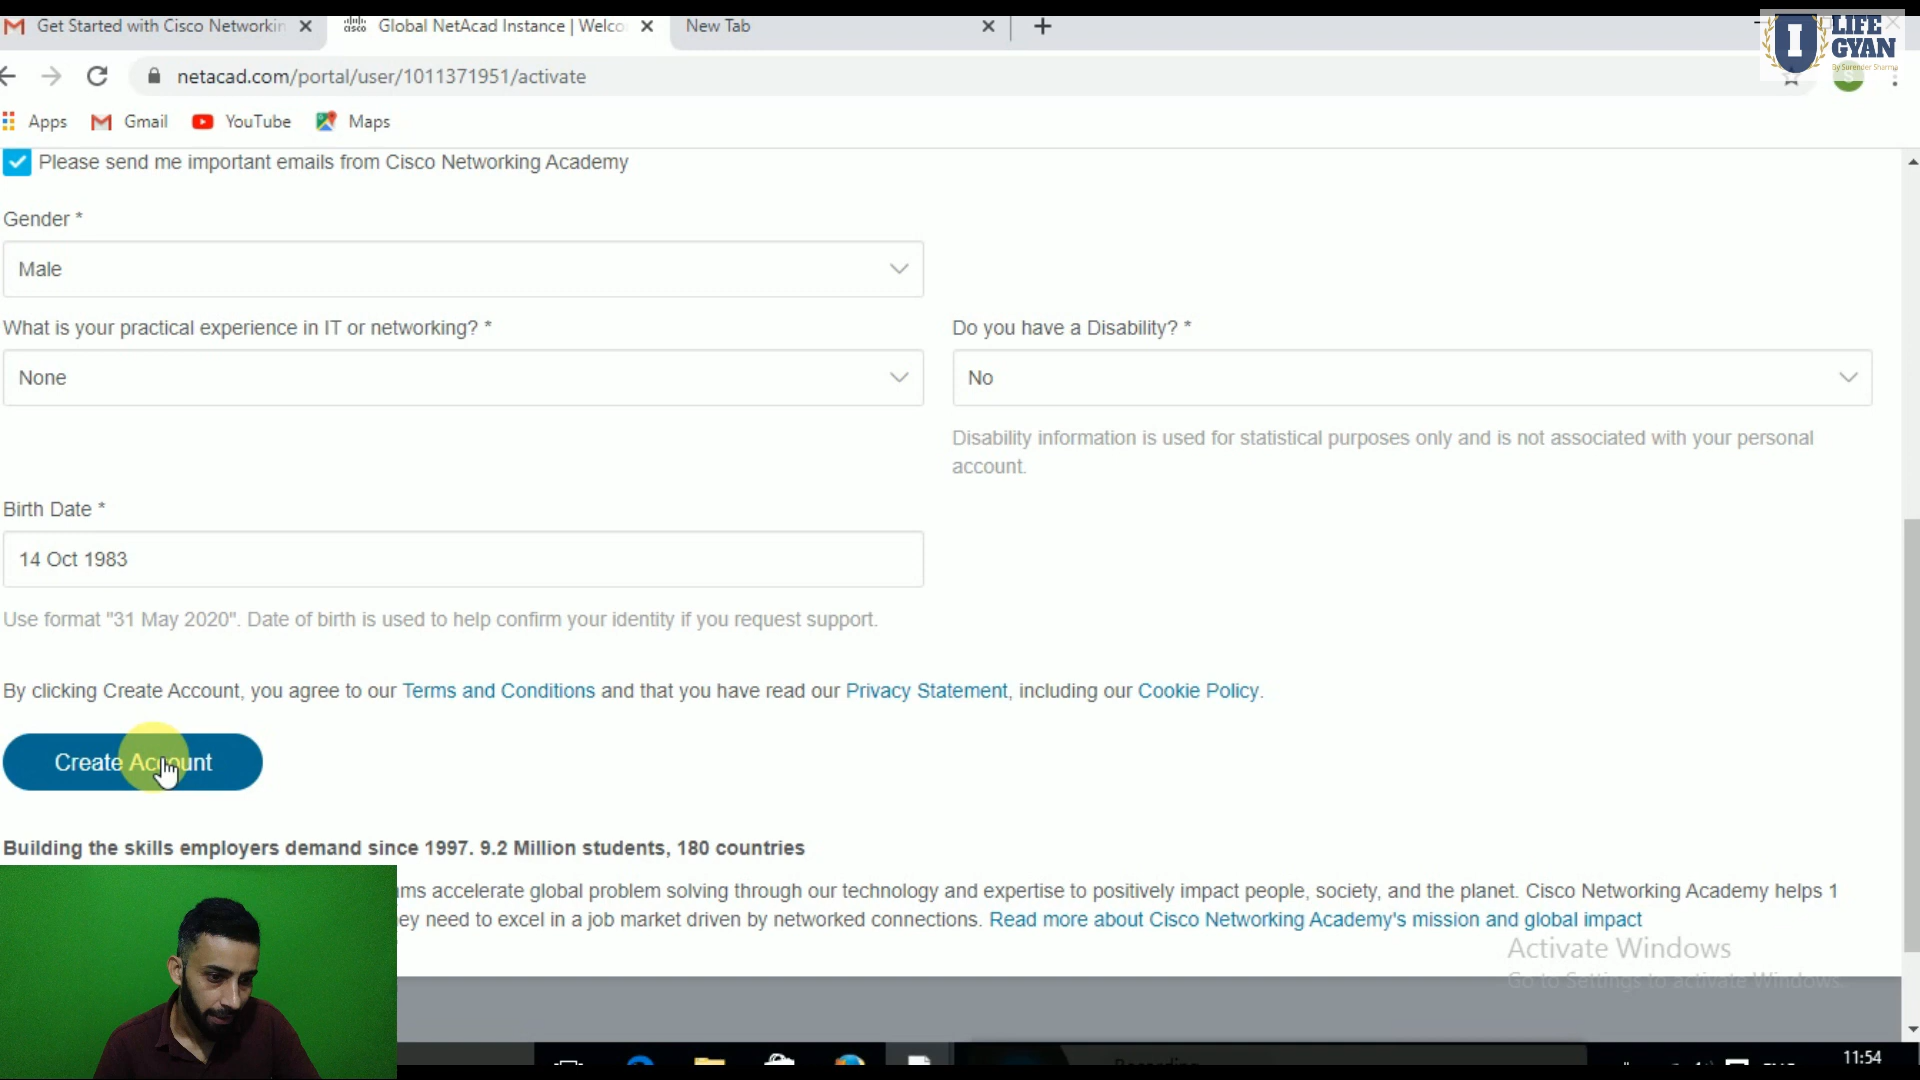 Get Started with Cisco Networkin
Global NetAcad Instance | Welco
New Tab
LIFE GYAN
By Surender Sharma
netacad.com/portal/user/1011371951/activate
Apps Gmail YouTube Maps
Please send me important emails from Cisco Networking Academy
Gender *
Male
What is your practical experience in IT or networking? *
Do you have a Disability? *
None
No
Disability information is used for statistical purposes only and is not associated with your personal
account.
Birth Date *
14 Oct 1983
Use format "31 May 2020". Date of birth is used to help confirm your identity if you request support.
By clicking Create Account, you agree to our Terms and Conditions and that you have read our Privacy Statement, including our Cookie Policy.
Create Account
Building the skills employers demand since 1997. 9.2 Million students, 180 countries
ms accelerate global problem solving through our technology and expertise to positively impact people, society, and the planet. Cisco Networking Academy helps 1
ey need to excel in a job market driven by networked connections. Read more about Cisco Networking Academy's mission and global impact
Activate Windows
Go to Settings to activate Windows.
11:54